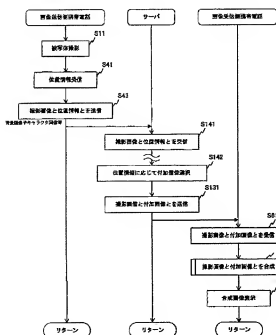 画像送信側携帯電話
サーバ
画像受信側携帯電話
S11
被写体撮影
S41
位置情報受信
S43
撮影画像と位置情報とを送信
S141
撮影画像と位置情報とを受信
S142
位置情報に応じて付加画像選択
S131
撮影画像と付加画像とを送信
撮影画像と付加画像とを受信
撮影画像と付加画像とを合成
合成画像表示
リターン
リターン
リターン